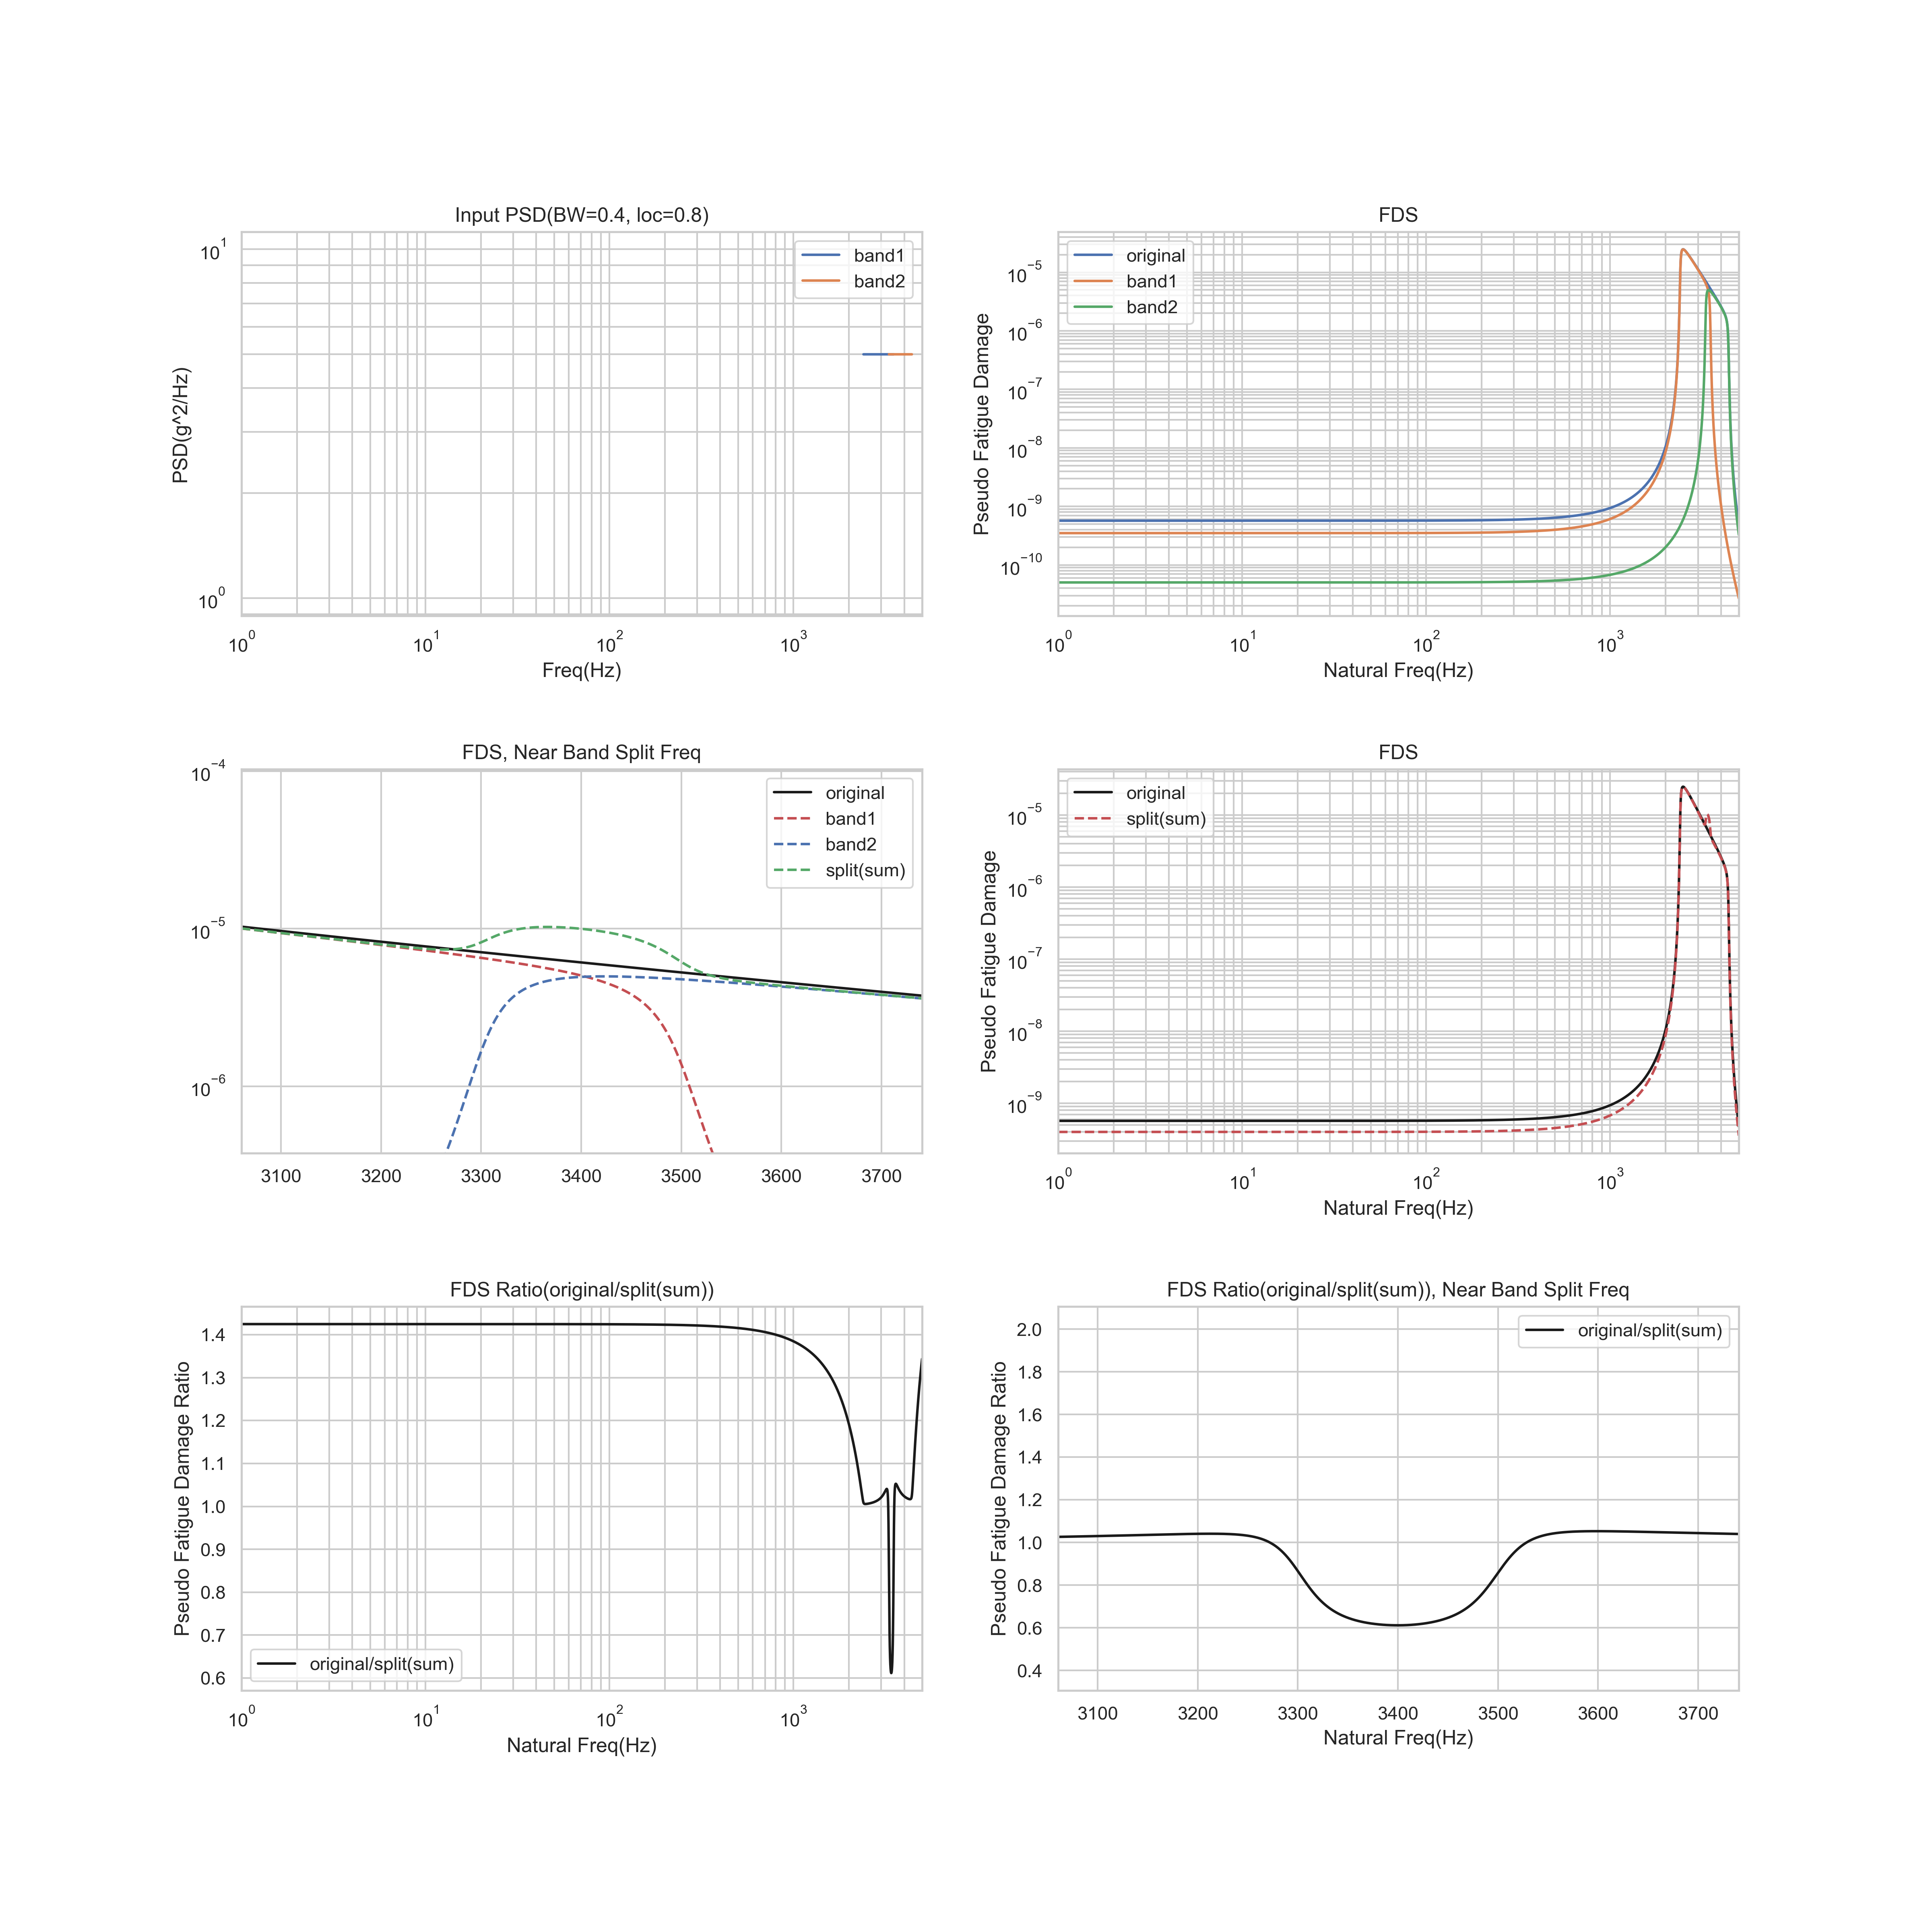 Input PSD(BW=0.4, loc=0.8)
PSD(g^2/Hz)
10^1
10^0
band1
band2
10^0 10^1 10^2 10^3
Freq(Hz)
FDS
Pseudo Fatigue Damage
10^−5
10^−6
10^−7
10^−8
10^−9
10^−10
original
band1
band2
10^0 10^1 10^2 10^3
Natural Freq(Hz)
FDS, Near Band Split Freq
10^−4
10^−5
10^−6
original
band1
band2
split(sum)
3100 3200 3300 3400 3500 3600 3700
FDS
Pseudo Fatigue Damage
10^−5
10^−6
10^−7
10^−8
10^−9
original
split(sum)
10^0 10^1 10^2 10^3
Natural Freq(Hz)
FDS Ratio(original/split(sum))
Pseudo Fatigue Damage Ratio
1.4
1.3
1.2
1.1
1.0
0.9
0.8
0.7
0.6
original/split(sum)
10^0 10^1 10^2 10^3
Natural Freq(Hz)
FDS Ratio(original/split(sum)), Near Band Split Freq
Pseudo Fatigue Damage Ratio
2.0
1.8
1.6
1.4
1.2
1.0
0.8
0.6
0.4
original/split(sum)
3100 3200 3300 3400 3500 3600 3700
Natural Freq(Hz)